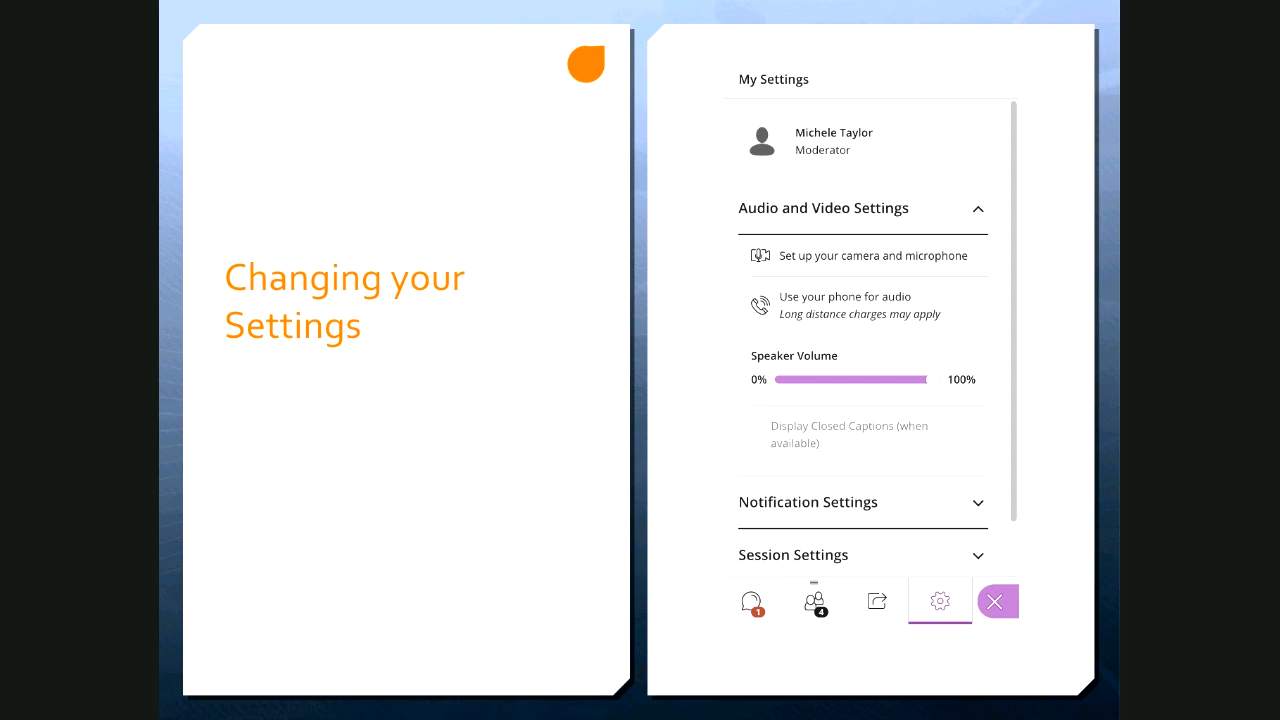 Changing your
Settings
My Settings
Michele Taylor
Moderator
Audio and Video Settings
Set up your camera and microphone
Use your phone for audio
Long distance charges may apply
Speaker Volume
0% 100%
Display Closed Captions (when
available)
Notification Settings
Session Settings
1 4